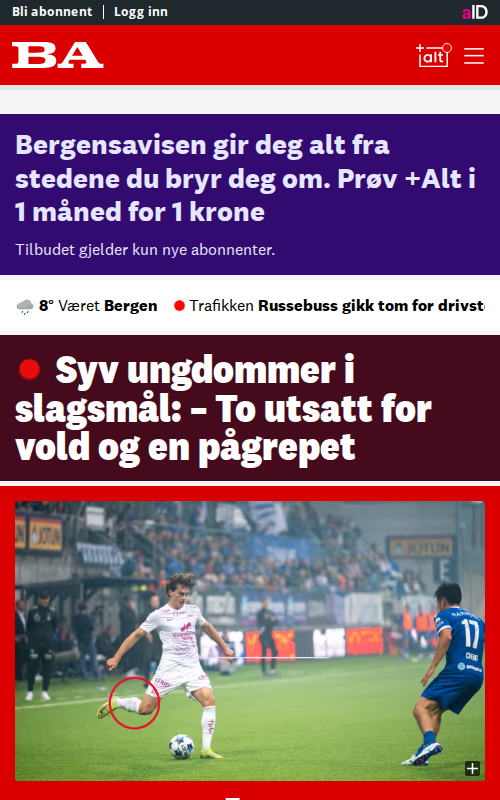 Bli abonnent | Logg inn
aID
BA
+alt
Bergensavisen gir deg alt fra
stedene du bryr deg om. Prøv +Alt i
1 måned for 1 krone
Tilbudet gjelder kun nye abonnenter.
8° Været Bergen
Trafikken Russebuss gikk tom for drivst
Syv ungdommer i
slagsmål: – To utsatt for
vold og en pågrepet
JOTUN
JOTUN
17